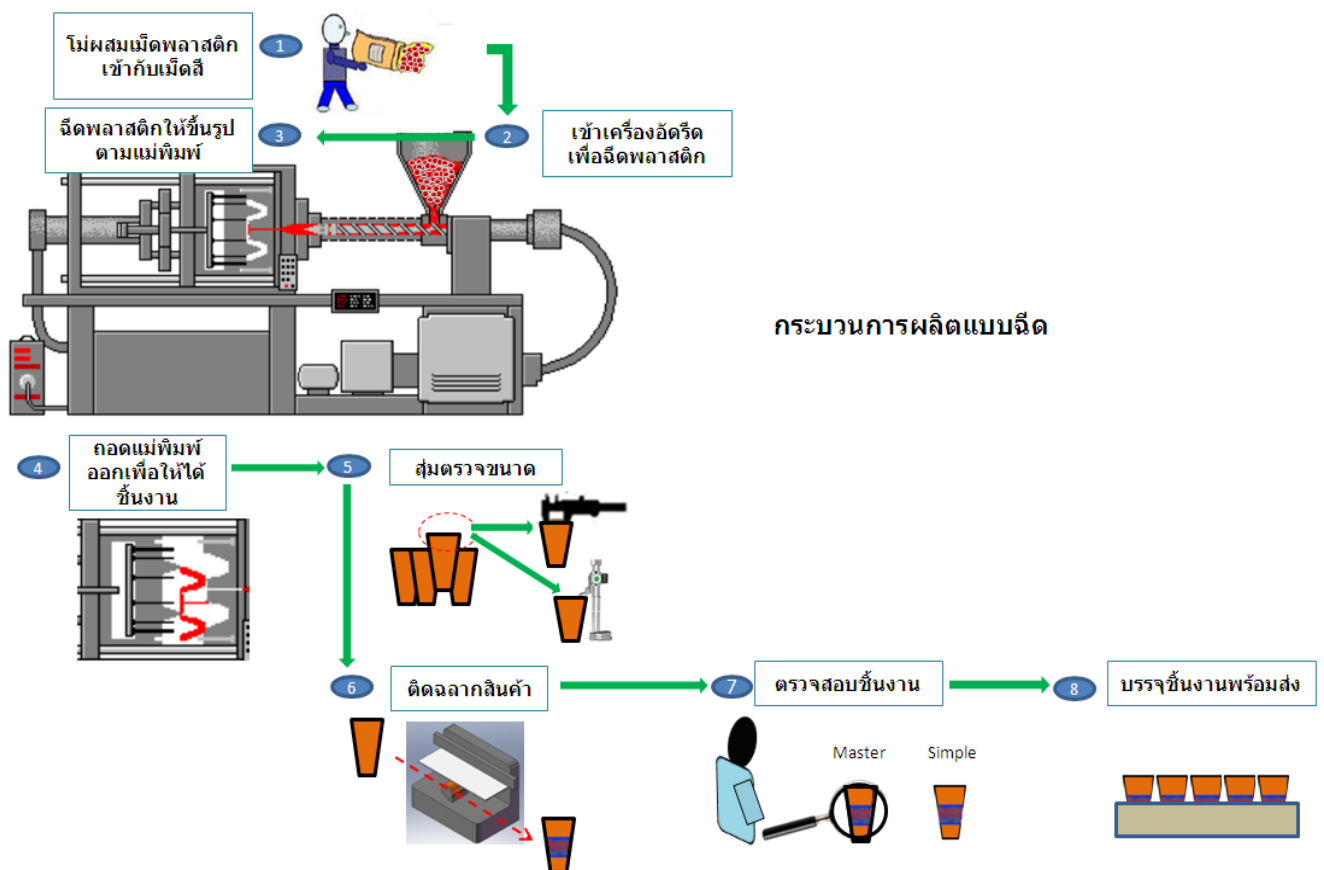 1
โม่ผสมเม็ดพลาสติก
เข้ากับเม็ดสี
2
เข้าเครื่องอัดรีด
เพื่อฉีดพลาสติก
3
ฉีดพลาสติกให้ขึ้นรูป
ตามแม่พิมพ์
กระบวนการผลิตแบบฉีด
4
ถอดแม่พิมพ์
ออกเพื่อให้ได้
ชิ้นงาน
5
สุ่มตรวจขนาด
6
ติดฉลากสินค้า
7
ตรวจสอบชิ้นงาน
Master
Simple
8
บรรจุชิ้นงานพร้อมส่ง